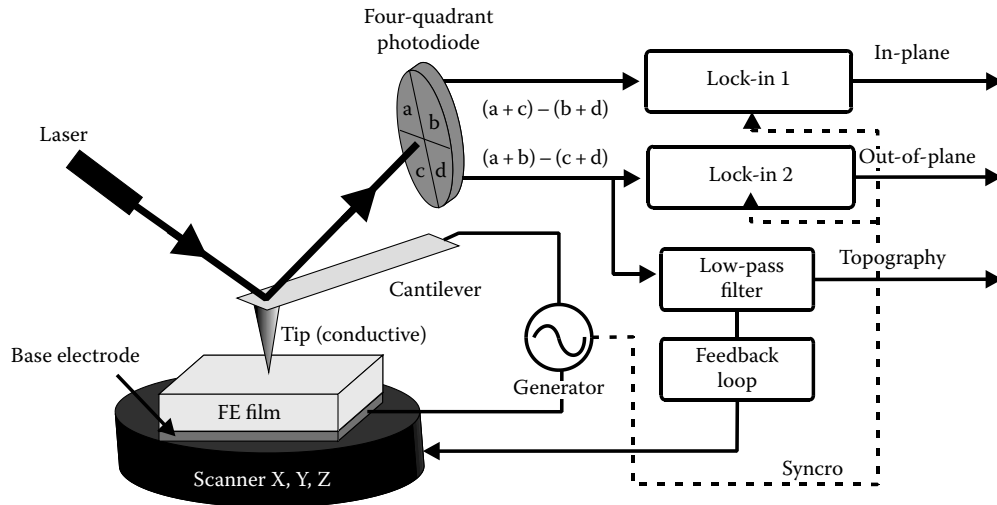 Four-quadrant
photodiode
In-plane
Lock-in 1
a
b
(a + c) – (b + d)
Laser
(a + b) – (c + d)
Out-of-plane
c
d
Lock-in 2
Topography
Low-pass
filter
Cantilever
Tip (conductive)
Base electrode
Feedback
loop
Generator
FE film
Syncro
Scanner X, Y, Z